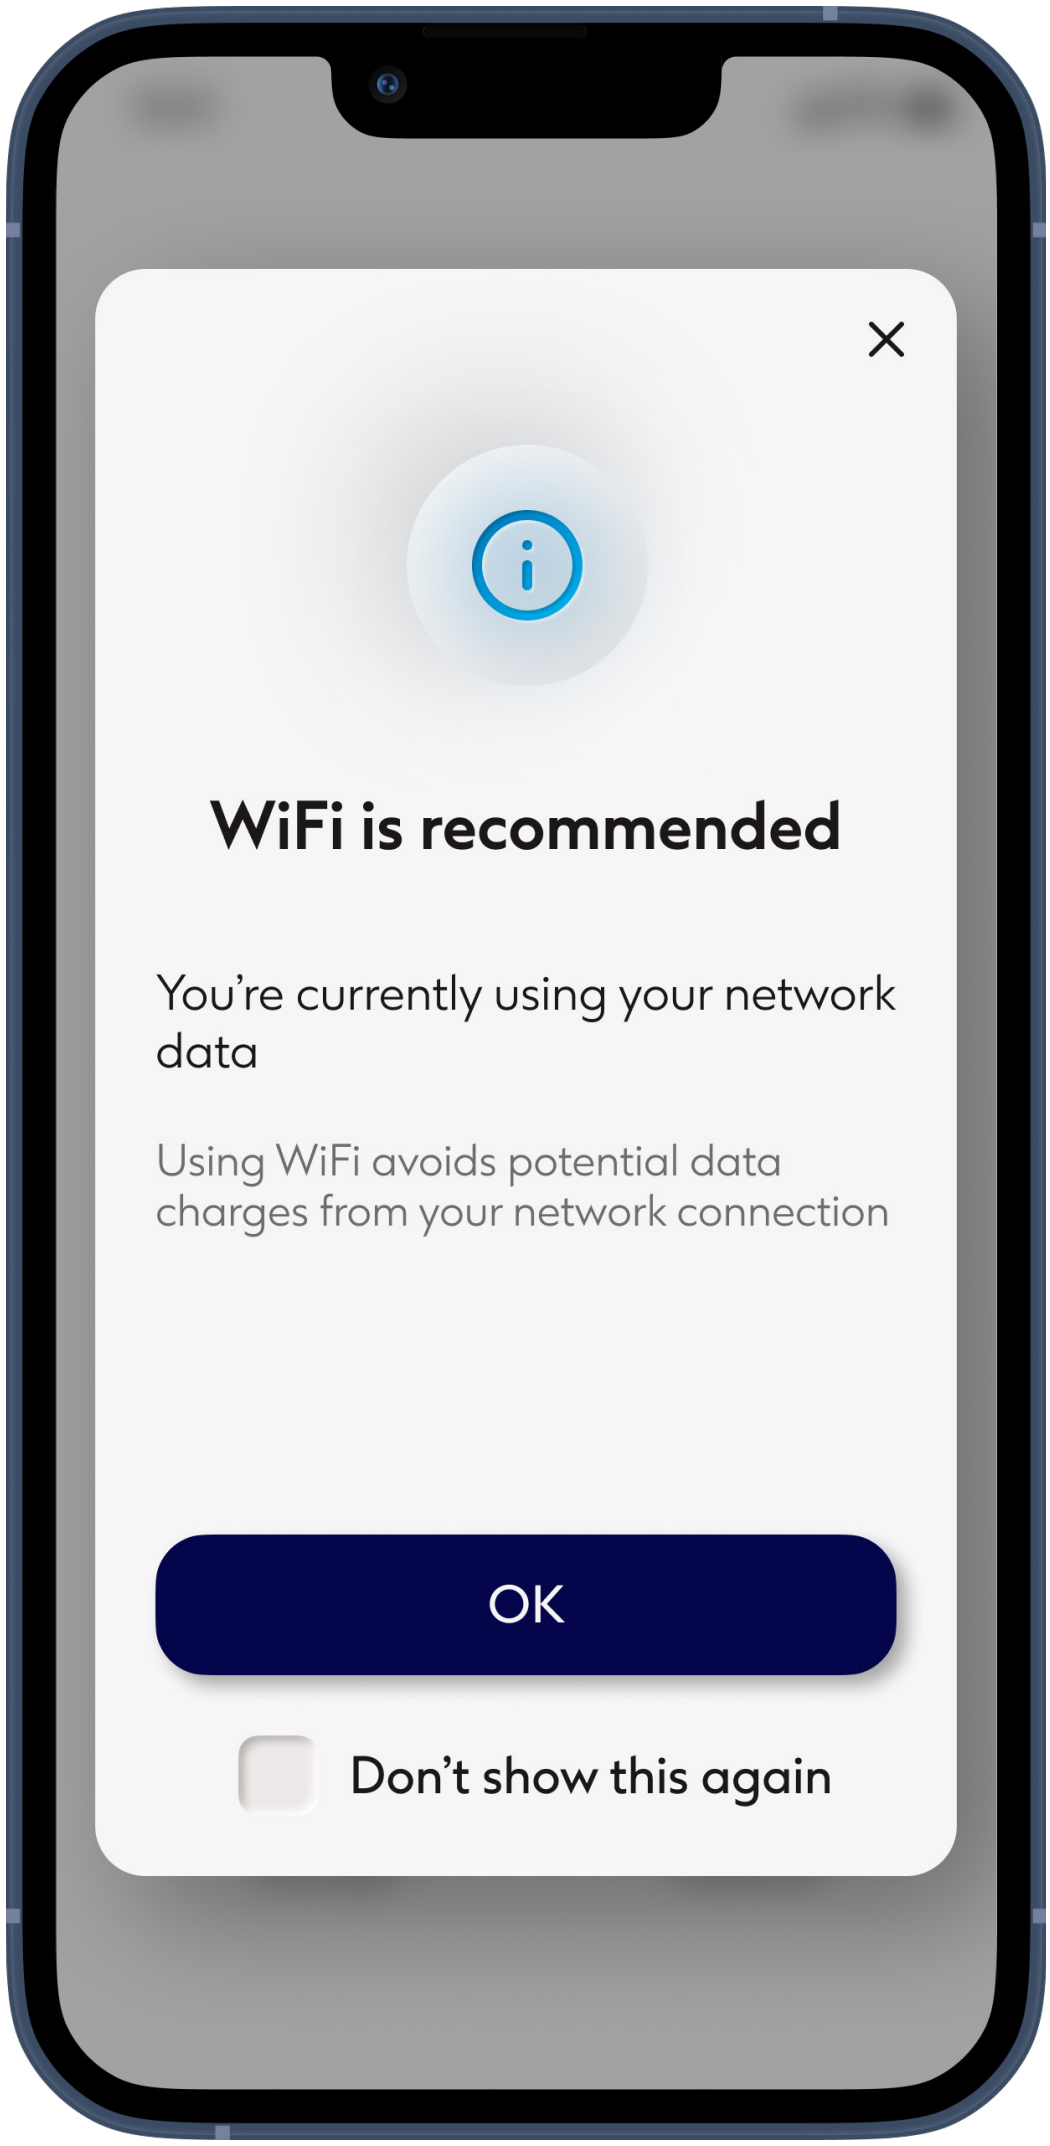 WiFi is recommended
You’re currently using your network
data
Using WiFi avoids potential data
charges from your network connection
OK
Don’t show this again